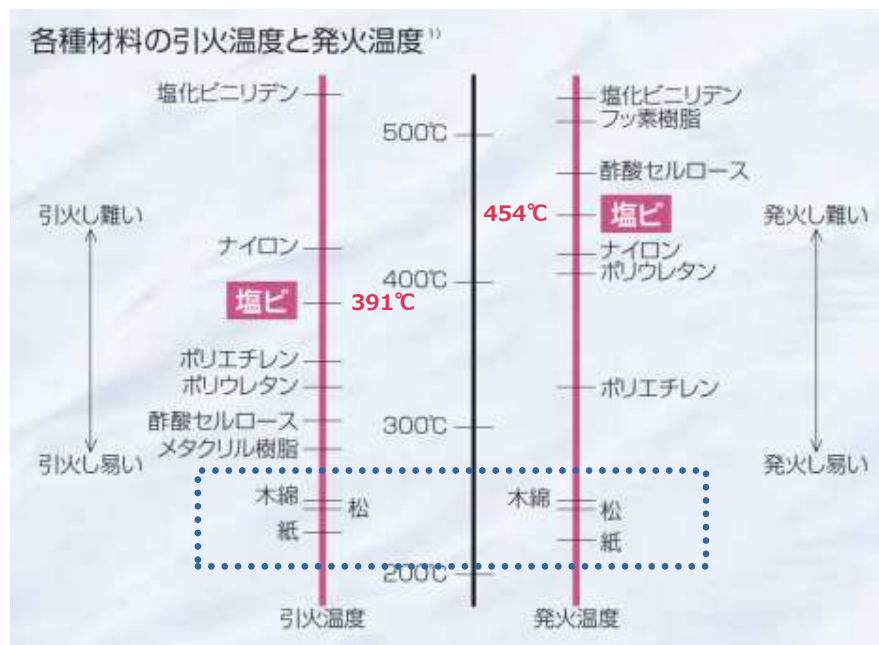 各種材料の引火温度と発火温度¹⁾
塩化ビニリデン
500℃
塩化ビニリデン
フッ素樹脂
酢酸セルロース
引火し難い
454℃
塩ビ
発火し難い
ナイロン
ナイロン
ポリウレタン
400℃
塩ビ
391℃
ポリエチレン
ポリウレタン
ポリエチレン
酢酸セルロース
300℃
メタクリル樹脂
引火し易い
発火し易い
木綿
松
木綿
松
紙
紙
200℃
引火温度
発火温度